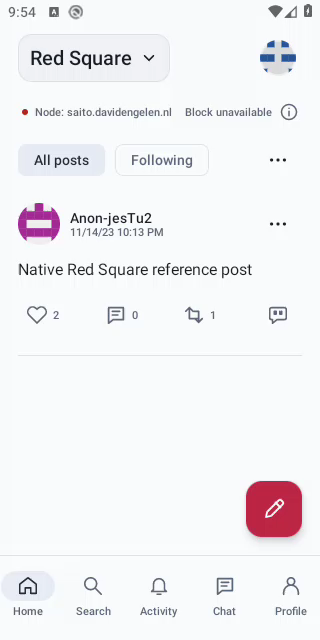 9:54
Red Square
Node: saito.davidengelen.nl Block unavailable
All posts Following
Anon-jesTu2
11/14/23 10:13 PM
Native Red Square reference post
2 0 1
Home Search Activity Chat Profile